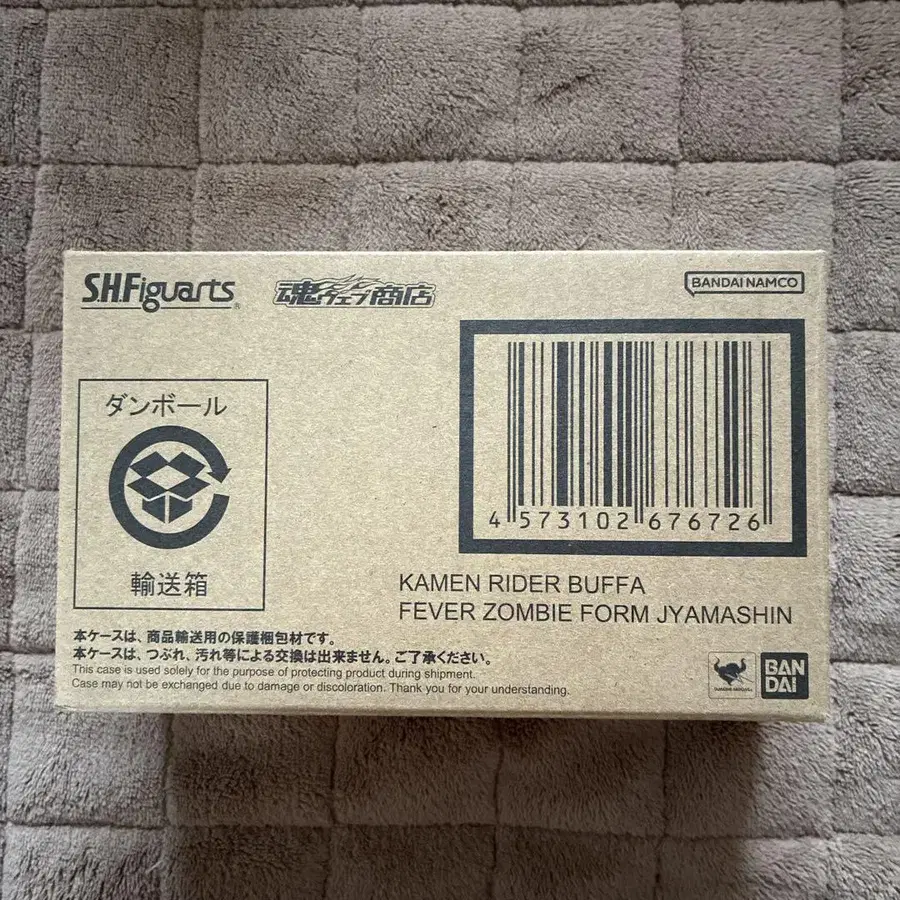 S.H.Figuarts®
魂ウェブ商店
BANDAI NAMCO
ダンボール
輸送箱
4 573102 676726
KAMEN RIDER BUFFA
FEVER ZOMBIE FORM JYAMASHIN
本ケースは、商品輸送用の保護梱包材です。
本ケースは、つぶれ、汚れ等による交換は出来ません。ご了承ください。
This case is used solely for the purpose of protecting product during shipment.
Case may not be exchanged due to damage or discoloration. Thank you for your understanding.
BAN
DAI